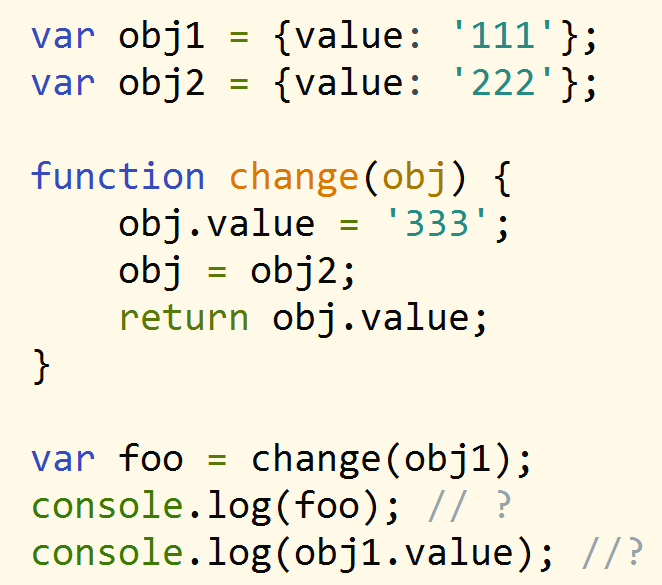 var obj1 = {value: '111'};
var obj2 = {value: '222'};
function change(obj) {
    obj.value = '333';
    obj = obj2;
    return obj.value;
}
var foo = change(obj1);
console.log(foo); // ?
console.log(obj1.value); //?